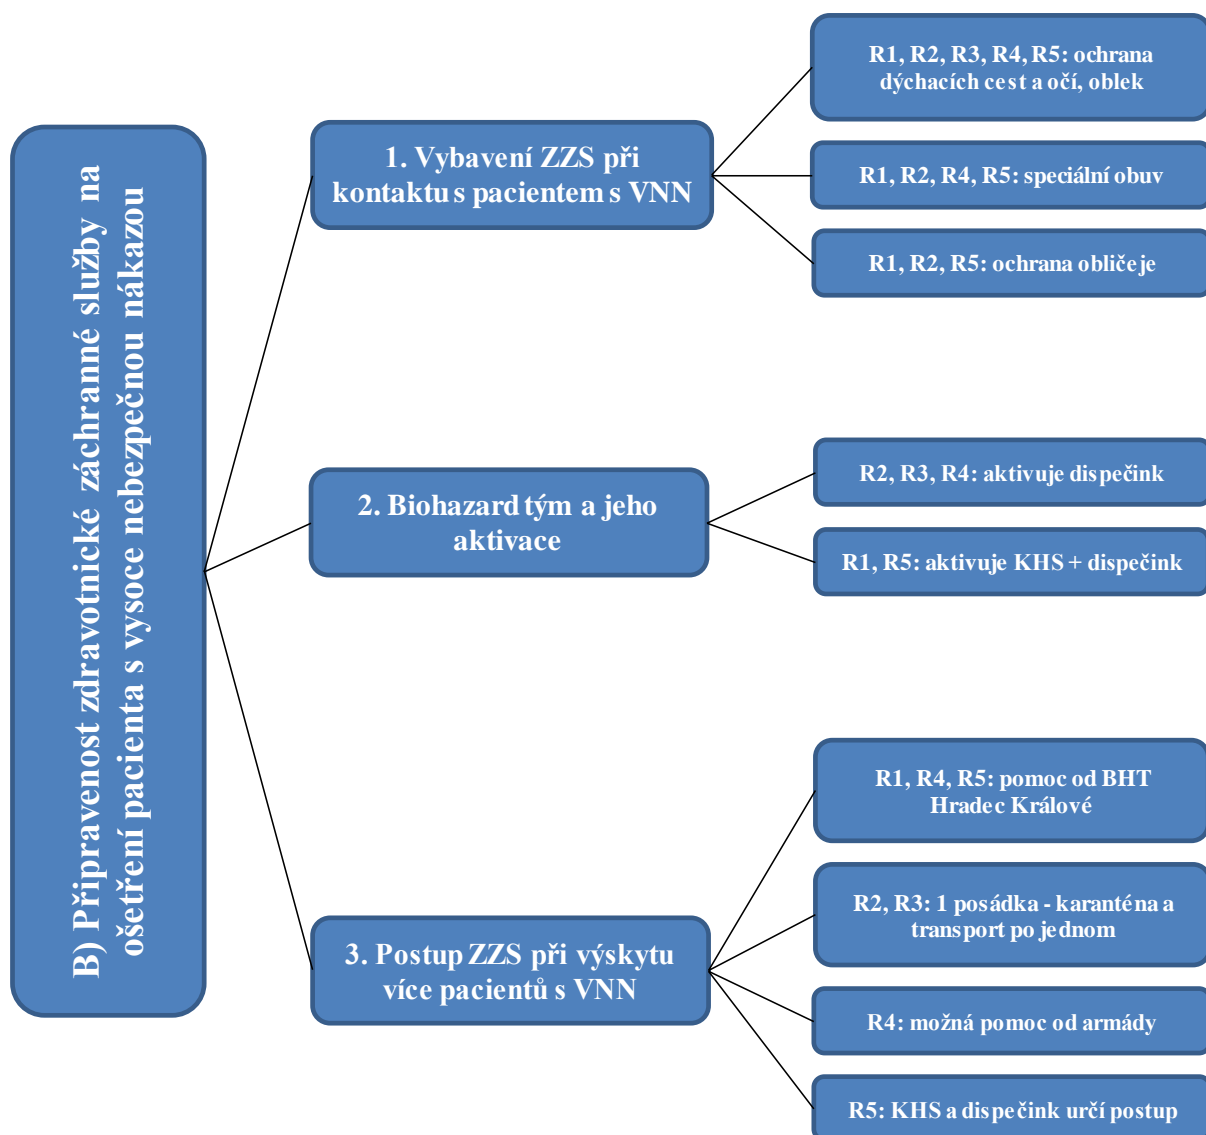 B) Připravenost zdravotnické záchranné služby na
ošetření pacienta s vysoce nebezpečnou nákazou
1. Vybavení ZZS při
kontaktu s pacientem s VNN
R1, R2, R3, R4, R5: ochrana
dýchacích cest a očí, oblek
R1, R2, R4, R5: speciální obuv
R1, R2, R5: ochrana obličeje
2. Biohazard tým a jeho
aktivace
R2, R3, R4: aktivuje dispečink
R1, R5: aktivuje KHS + dispečink
3. Postup ZZS při výskytu
více pacientů s VNN
R1, R4, R5: pomoc od BHT
Hradec Králové
R2, R3: 1 posádka - karanténa a
transport po jednom
R4: možná pomoc od armády
R5: KHS a dispečink určí postup